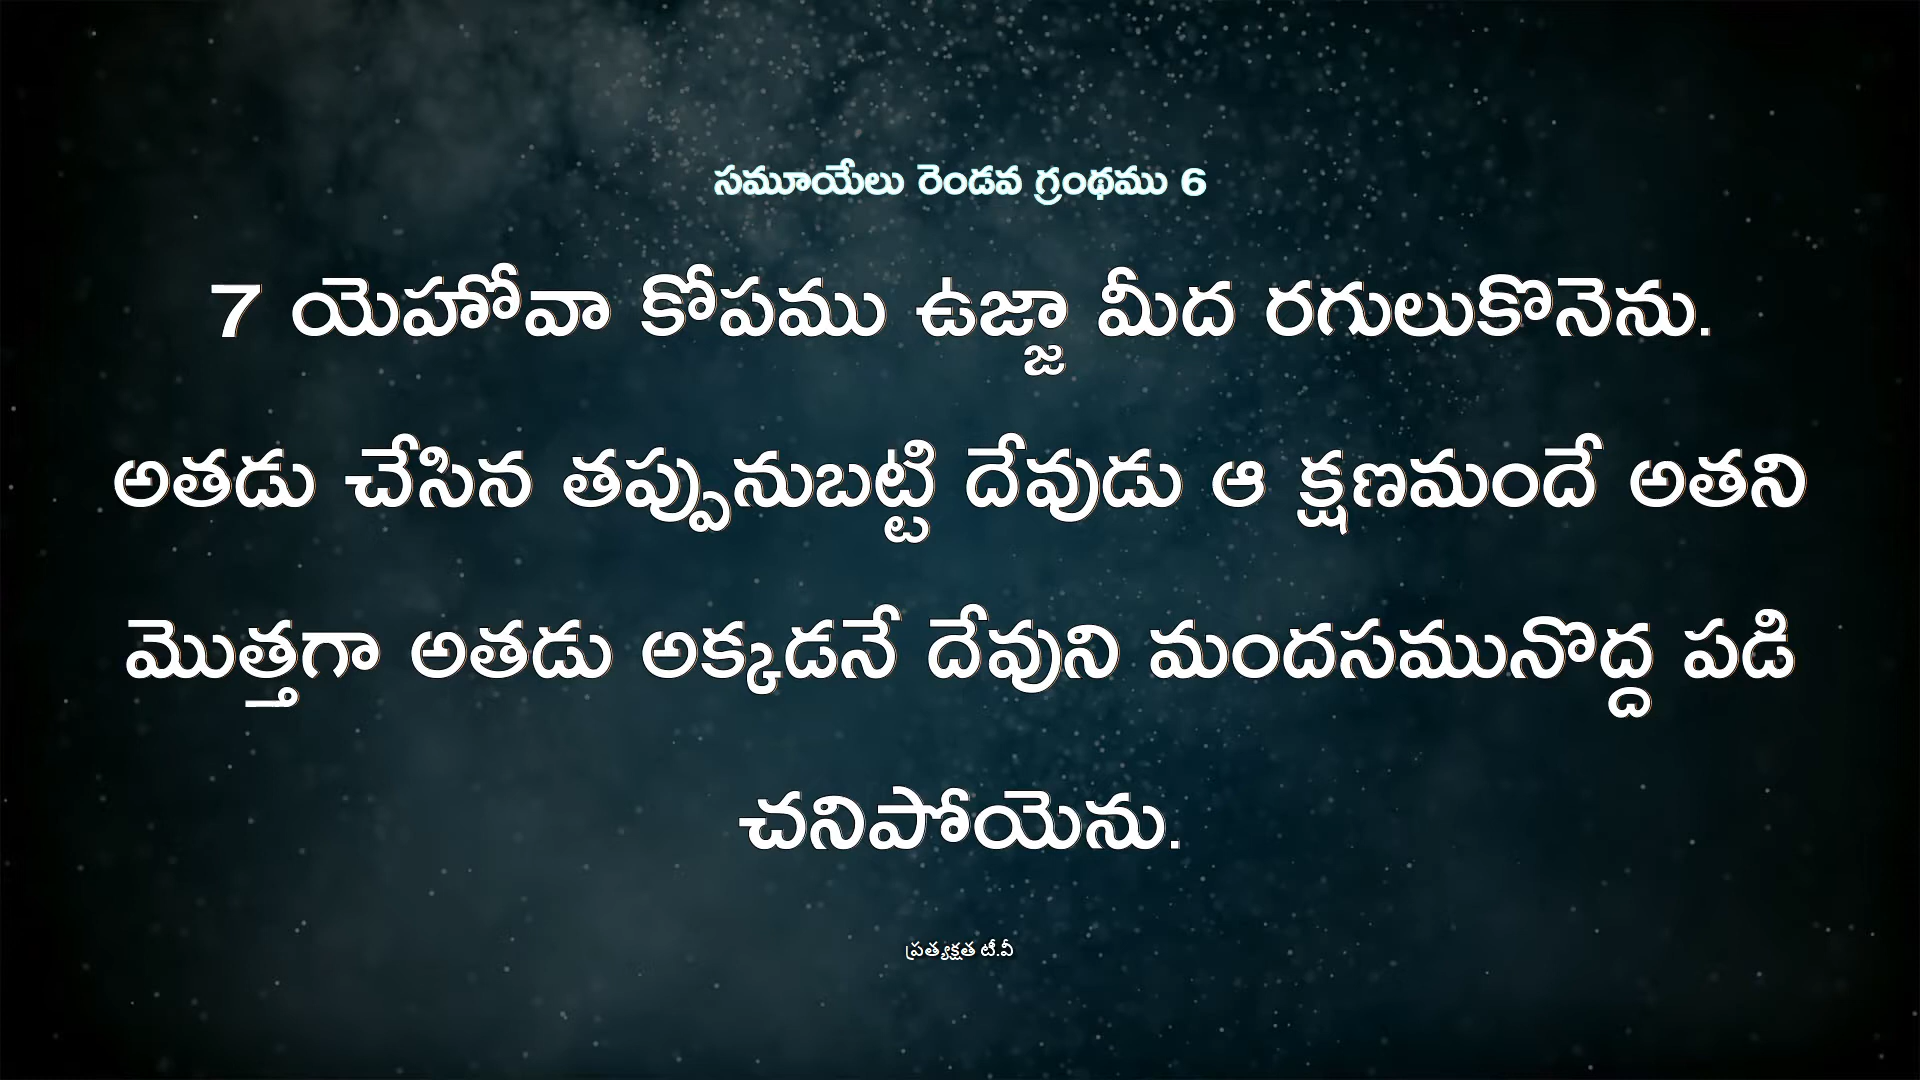 సమూయేలు రెండవ గ్రంథము 6
7 యెహోవా కోపము ఉజ్జా మీద రగులుకొనెను.
అతడు చేసిన తప్పునుబట్టి దేవుడు ఆ క్షణమందే అతని
మొత్తగా అతడు అక్కడనే దేవుని మందసమునొద్ద పడి
చనిపోయెను.
ప్రత్యక్షత టీ.వీ